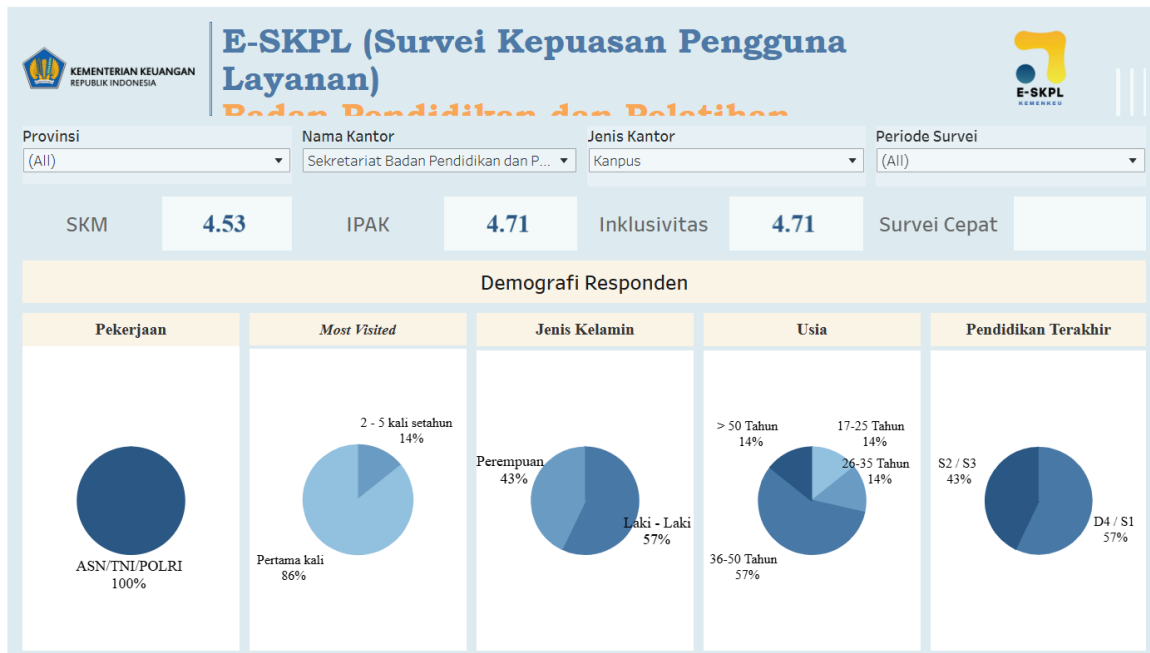 KEMENTERIAN KEUANGAN
REPUBLIK INDONESIA
E-SKPL (Survei Kepuasan Pengguna
Layanan)
Badan Pendidikan dan Pelatihan
E-SKPL
KEMENKEU
Provinsi
(All)
Nama Kantor
Sekretariat Badan Pendidikan dan P...
Jenis Kantor
Kanpus
Periode Survei
(All)
SKM
4.53
IPAK
4.71
Inklusivitas
4.71
Survei Cepat
Demografi Responden
Pekerjaan
ASN/TNI/POLRI
100%
Most Visited
2 - 5 kali setahun
14%
Pertama kali
86%
Jenis Kelamin
Perempuan
43%
Laki - Laki
57%
Usia
> 50 Tahun
14%
17-25 Tahun
14%
26-35 Tahun
14%
36-50 Tahun
57%
Pendidikan Terakhir
S2 / S3
43%
D4 / S1
57%